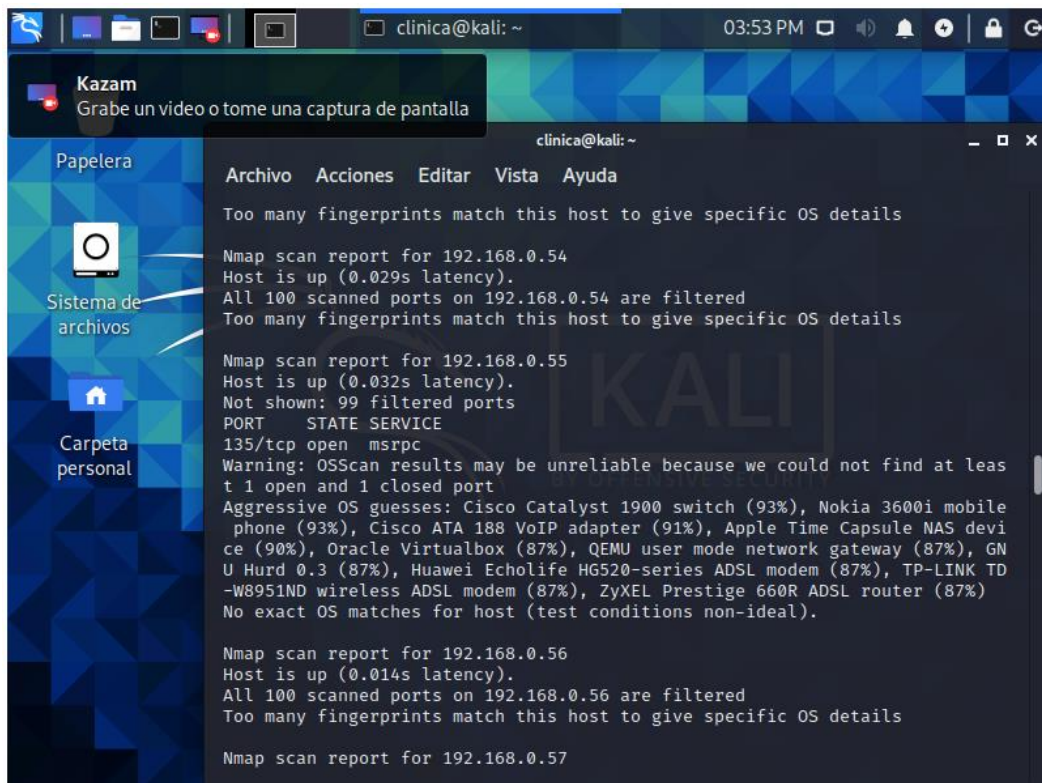 clinica@kali: ~
03:53 PM
Kazam
Grabe un video o tome una captura de pantalla
Papelera
Sistema de
archivos
Carpeta
personal
clinica@kali: ~
Archivo Acciones Editar Vista Ayuda
Too many fingerprints match this host to give specific OS details
Nmap scan report for 192.168.0.54
Host is up (0.029s latency).
All 100 scanned ports on 192.168.0.54 are filtered
Too many fingerprints match this host to give specific OS details
Nmap scan report for 192.168.0.55
Host is up (0.032s latency).
Not shown: 99 filtered ports
PORT    STATE SERVICE
135/tcp open  msrpc
Warning: OSScan results may be unreliable because we could not find at leas
t 1 open and 1 closed port
Aggressive OS guesses: Cisco Catalyst 1900 switch (93%), Nokia 3600i mobile
 phone (93%), Cisco ATA 188 VoIP adapter (91%), Apple Time Capsule NAS devi
ce (90%), Oracle Virtualbox (87%), QEMU user mode network gateway (87%), GN
U Hurd 0.3 (87%), Huawei Echolife HG520-series ADSL modem (87%), TP-LINK TD
-W8951ND wireless ADSL modem (87%), ZyXEL Prestige 660R ADSL router (87%)
No exact OS matches for host (test conditions non-ideal).
Nmap scan report for 192.168.0.56
Host is up (0.014s latency).
All 100 scanned ports on 192.168.0.56 are filtered
Too many fingerprints match this host to give specific OS details
Nmap scan report for 192.168.0.57
KALI
BY OFFENSIVE SECURITY